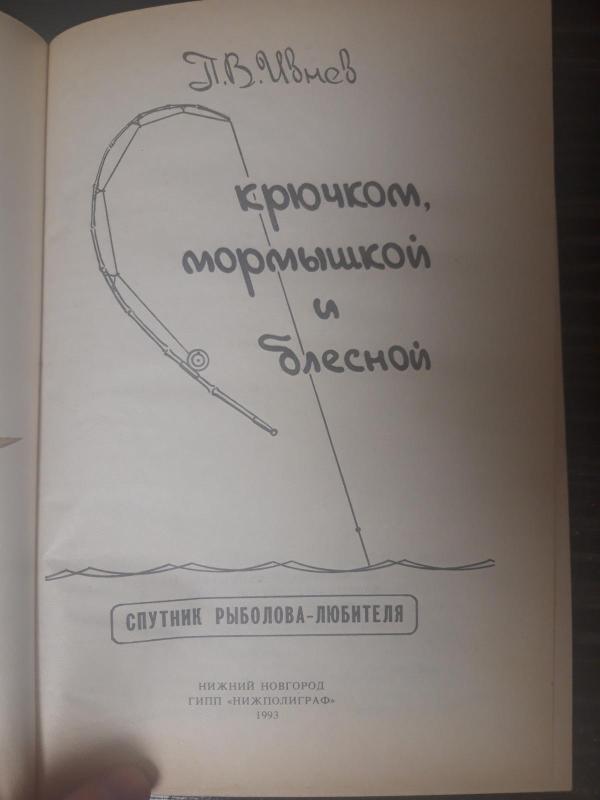 П.В.Ивнев
крючком,
мормышкой
и
блесной
СПУТНИК РЫБОЛОВА-ЛЮБИТЕЛЯ
НИЖНИЙ НОВГОРОД
ГИПП «НИЖПОЛИГРАФ»
1993